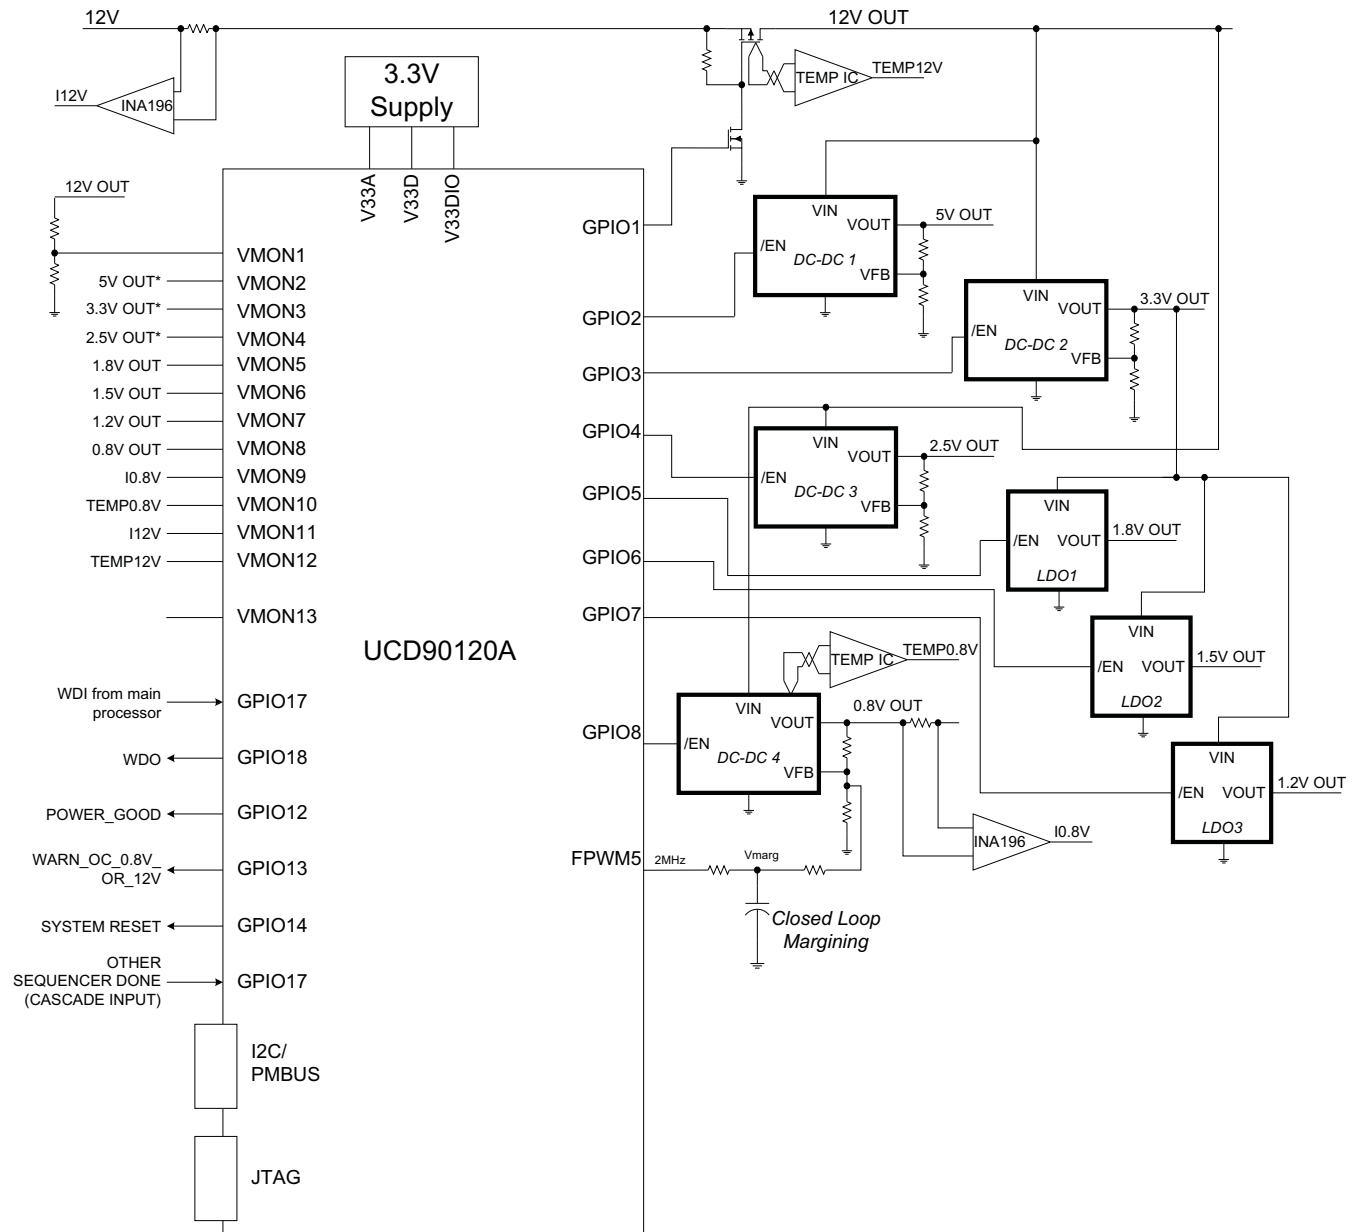 12V
12V OUT
I12V
INA196
3.3V
Supply
TEMP IC
TEMP12V
V33A
V33D
V33DIO
12V OUT
VMON1
5V OUT*
VMON2
3.3V OUT*
VMON3
2.5V OUT*
VMON4
1.8V OUT
VMON5
1.5V OUT
VMON6
1.2V OUT
VMON7
0.8V OUT
VMON8
I0.8V
VMON9
TEMP0.8V
VMON10
I12V
VMON11
TEMP12V
VMON12
VMON13
UCD90120A
WDI from main
processor
GPIO17
WDO
GPIO18
POWER_GOOD
GPIO12
WARN_OC_0.8V_
OR_12V
GPIO13
SYSTEM RESET
GPIO14
OTHER
SEQUENCER DONE
(CASCADE INPUT)
GPIO17
I2C/
PMBUS
JTAG
GPIO1
GPIO2
GPIO3
GPIO4
GPIO5
GPIO6
GPIO7
GPIO8
FPWM5
VIN
VOUT
5V OUT
/EN
DC-DC 1
VFB
VIN
VOUT
3.3V OUT
/EN
DC-DC 2
VFB
VIN
VOUT
2.5V OUT
/EN
DC-DC 3
VFB
VIN
/EN
VOUT
1.8V OUT
LDO1
VIN
/EN
VOUT
1.5V OUT
LDO2
VIN
/EN
VOUT
1.2V OUT
LDO3
TEMP IC
TEMP0.8V
VIN
VOUT
0.8V OUT
/EN
DC-DC 4
VFB
INA196
I0.8V
2MHz
Vmarg
Closed Loop
Margining